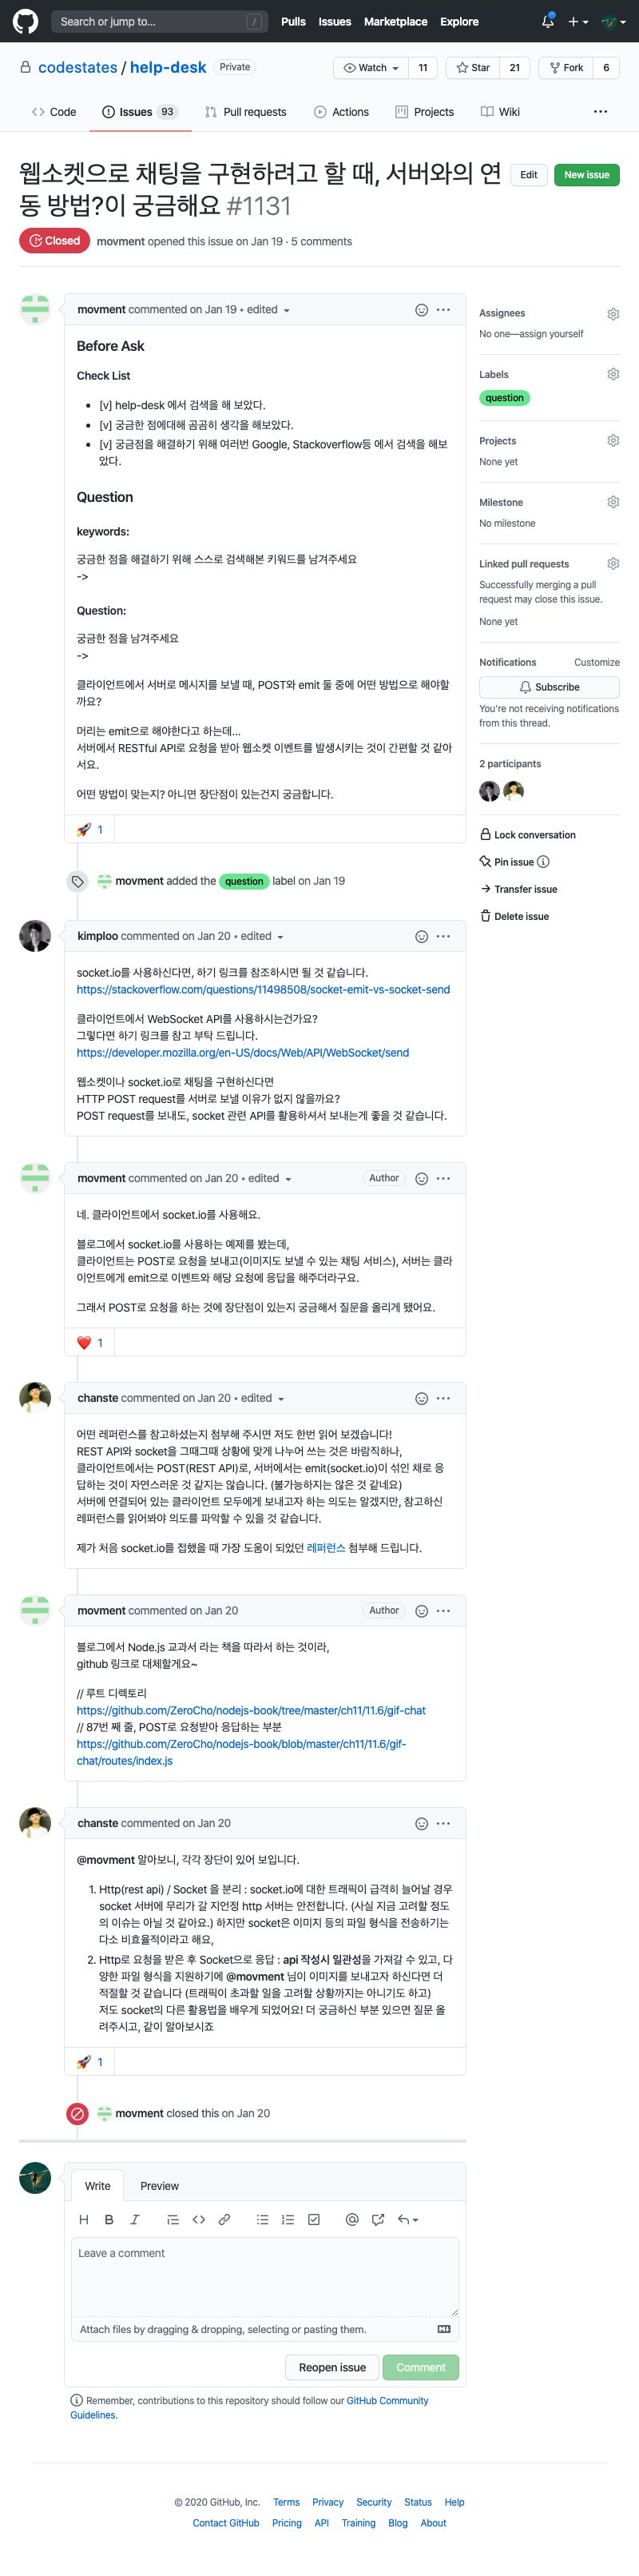 Search or jump to...
/
Pulls Issues Marketplace Explore
codestates / help-desk Private
Watch 11 Star 21 Fork 6
Code Issues 93 Pull requests Actions Projects Wiki
웹소켓으로 채팅을 구현하려고 할 때, 서버와의 연
동 방법?이 궁금해요 #1131
Edit New issue
Closed movment opened this issue on Jan 19 · 5 comments
movment commented on Jan 19 • edited
Before Ask
Check List
[v] help-desk 에서 검색을 해 보았다.
[v] 궁금한 점에대해 곰곰히 생각을 해보았다.
[v] 궁금점을 해결하기 위해 여러번 Google, Stackoverflow등 에서 검색을 해보
았다.
Question
keywords:
궁금한 점을 해결하기 위해 스스로 검색해본 키워드를 남겨주세요
->
Question:
궁금한 점을 남겨주세요
->
클라이언트에서 서버로 메시지를 보낼 때, POST와 emit 둘 중에 어떤 방법으로 해야할
까요?
머리는 emit으로 해야한다고 하는데...
서버에서 RESTful API로 요청을 받아 웹소켓 이벤트를 발생시키는 것이 간편할 것 같아
서요.
어떤 방법이 맞는지? 아니면 장단점이 있는건지 궁금합니다.
🚀 1
Assignees
No one—assign yourself
Labels
question
Projects
None yet
Milestone
No milestone
Linked pull requests
Successfully merging a pull
request may close this issue.
None yet
Notifications Customize
Subscribe
You're not receiving notifications
from this thread.
2 participants
Lock conversation
Pin issue
Transfer issue
Delete issue
movment added the question label on Jan 19
kimploo commented on Jan 20 • edited
socket.io를 사용하신다면, 하기 링크를 참조하시면 될 것 같습니다.
https://stackoverflow.com/questions/11498508/socket-emit-vs-socket-send
클라이언트에서 WebSocket API를 사용하시는건가요?
그렇다면 하기 링크를 참고 부탁 드립니다.
https://developer.mozilla.org/en-US/docs/Web/API/WebSocket/send
웹소켓이나 socket.io로 채팅을 구현하신다면
HTTP POST request를 서버로 보낼 이유가 없지 않을까요?
POST request를 보내도, socket 관련 API를 활용하셔서 보내는게 좋을 것 같습니다.
movment commented on Jan 20 • edited Author
네. 클라이언트에서 socket.io를 사용해요.
블로그에서 socket.io를 사용하는 예제를 봤는데,
클라이언트는 POST로 요청을 보내고(이미지도 보낼 수 있는 채팅 서비스), 서버는 클라
이언트에게 emit으로 이벤트와 해당 요청에 응답을 해주더라구요.
그래서 POST로 요청을 하는 것에 장단점이 있는지 궁금해서 질문을 올리게 됐어요.
❤️ 1
chanste commented on Jan 20 • edited
어떤 레퍼런스를 참고하셨는지 첨부해 주시면 저도 한번 읽어 보겠습니다!
REST API와 socket을 그때그때 상황에 맞게 나누어 쓰는 것은 바람직하나,
클라이언트에서는 POST(REST API)로, 서버에서는 emit(socket.io)이 섞인 채로 응
답하는 것이 자연스러운 것 같지는 않습니다. (불가능하지는 않은 것 같네요)
서버에 연결되어 있는 클라이언트 모두에게 보내고자 하는 의도는 알겠지만, 참고하신
레퍼런스를 읽어봐야 의도를 파악할 수 있을 것 같습니다.
제가 처음 socket.io를 접했을 때 가장 도움이 되었던 레퍼런스 첨부해 드립니다.
movment commented on Jan 20 Author
블로그에서 Node.js 교과서 라는 책을 따라서 하는 것이라,
github 링크로 대체할게요~
// 루트 디렉토리
https://github.com/ZeroCho/nodejs-book/tree/master/ch11/11.6/gif-chat
// 87번 째 줄, POST로 요청받아 응답하는 부분
https://github.com/ZeroCho/nodejs-book/blob/master/ch11/11.6/gif-
chat/routes/index.js
chanste commented on Jan 20
@movment 알아보니, 각각 장단이 있어 보입니다.
1. Http(rest api) / Socket 을 분리 : socket.io에 대한 트래픽이 급격히 늘어날 경우
socket 서버에 무리가 갈 지언정 http 서버는 안전합니다. (사실 지금 고려할 정도
의 이슈는 아닐 것 같아요.) 하지만 socket은 이미지 등의 파일 형식을 전송하기는
다소 비효율적이라고 해요,
2. Http로 요청을 받은 후 Socket으로 응답 : api 작성시 일관성을 가져갈 수 있고, 다
양한 파일 형식을 지원하기에 @movment 님이 이미지를 보내고자 하신다면 더
적절할 것 같습니다 (트래픽이 초과할 일을 고려할 상황까지는 아니기도 하고)
저도 socket의 다른 활용법을 배우게 되었어요! 더 궁금하신 부분 있으면 질문 올
려주시고, 같이 알아보시죠
🚀 1
movment closed this on Jan 20
Write Preview
Leave a comment
Attach files by dragging & dropping, selecting or pasting them.
Reopen issue Comment
Remember, contributions to this repository should follow our GitHub Community
Guidelines.
© 2020 GitHub, Inc. Terms Privacy Security Status Help
Contact GitHub Pricing API Training Blog About